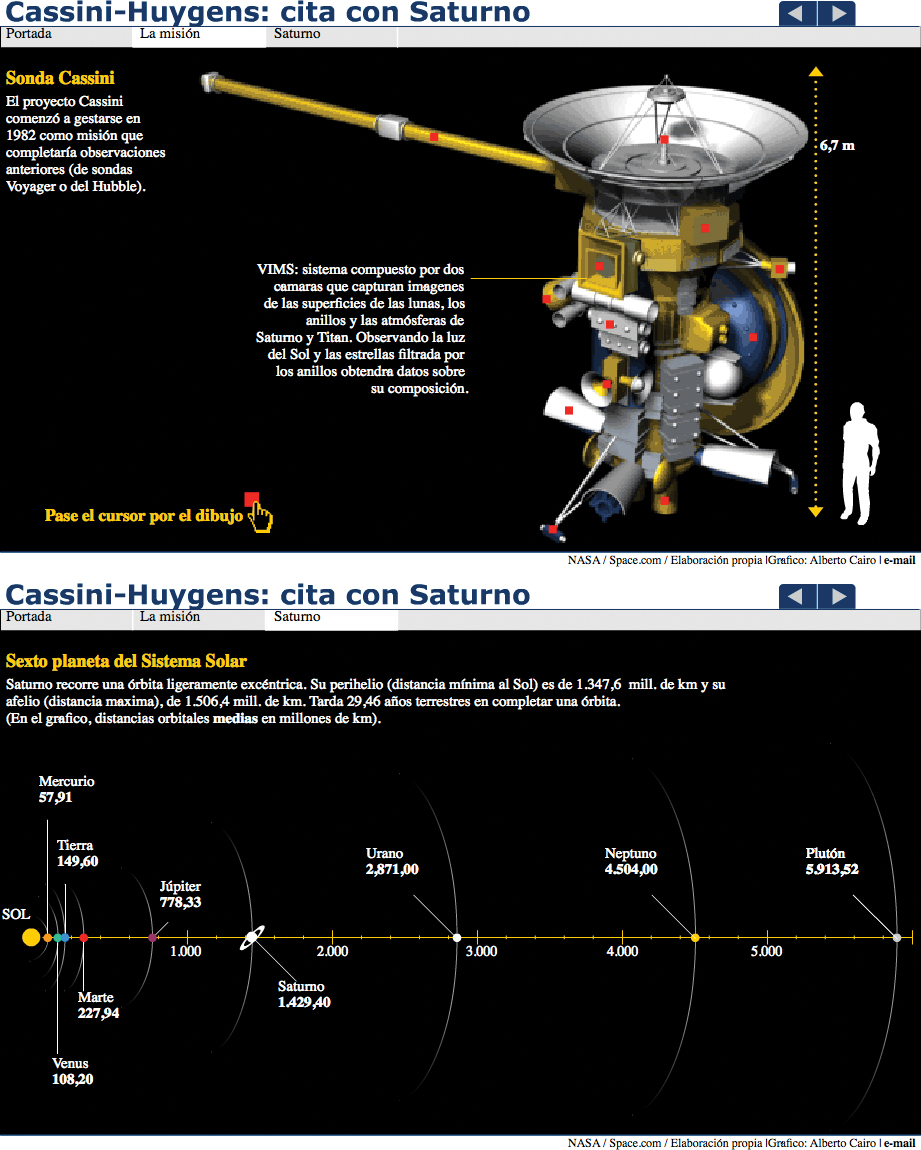 Cassini-Huygens: cita con Saturno
Portada
La misión
Saturno
Sonda Cassini
El proyecto Cassini
comenzó a gestarse en
1982 como misión que
completaría observaciones
anteriores (de sondas
Voyager o del Hubble).
6,7 m
VIMS: sistema compuesto por dos
camaras que capturan imagenes
de las superficies de las lunas, los
anillos y las atmósferas de
Saturno y Titan. Observando la luz
del Sol y las estrellas filtrada por
los anillos obtendra datos sobre
su composición.
Pase el cursor por el dibujo
NASA / Space.com / Elaboración propia |Grafico: Alberto Cairo | e-mail
Cassini-Huygens: cita con Saturno
Portada
La misión
Saturno
Sexto planeta del Sistema Solar
Saturno recorre una órbita ligeramente excéntrica. Su perihelio (distancia mínima al Sol) es de 1.347,6 mill. de km y su
afelio (distancia maxima), de 1.506,4 mill. de km. Tarda 29,46 años terrestres en completar una órbita.
(En el grafico, distancias orbitales medias en millones de km).
Mercurio
57,91
Tierra
149,60
Júpiter
778,33
Urano
2,871,00
Neptuno
4.504,00
Plutón
5.913,52
SOL
1.000
2.000
3.000
4.000
5.000
Saturno
1.429,40
Marte
227,94
Venus
108,20
NASA / Space.com / Elaboración propia |Grafico: Alberto Cairo | e-mail